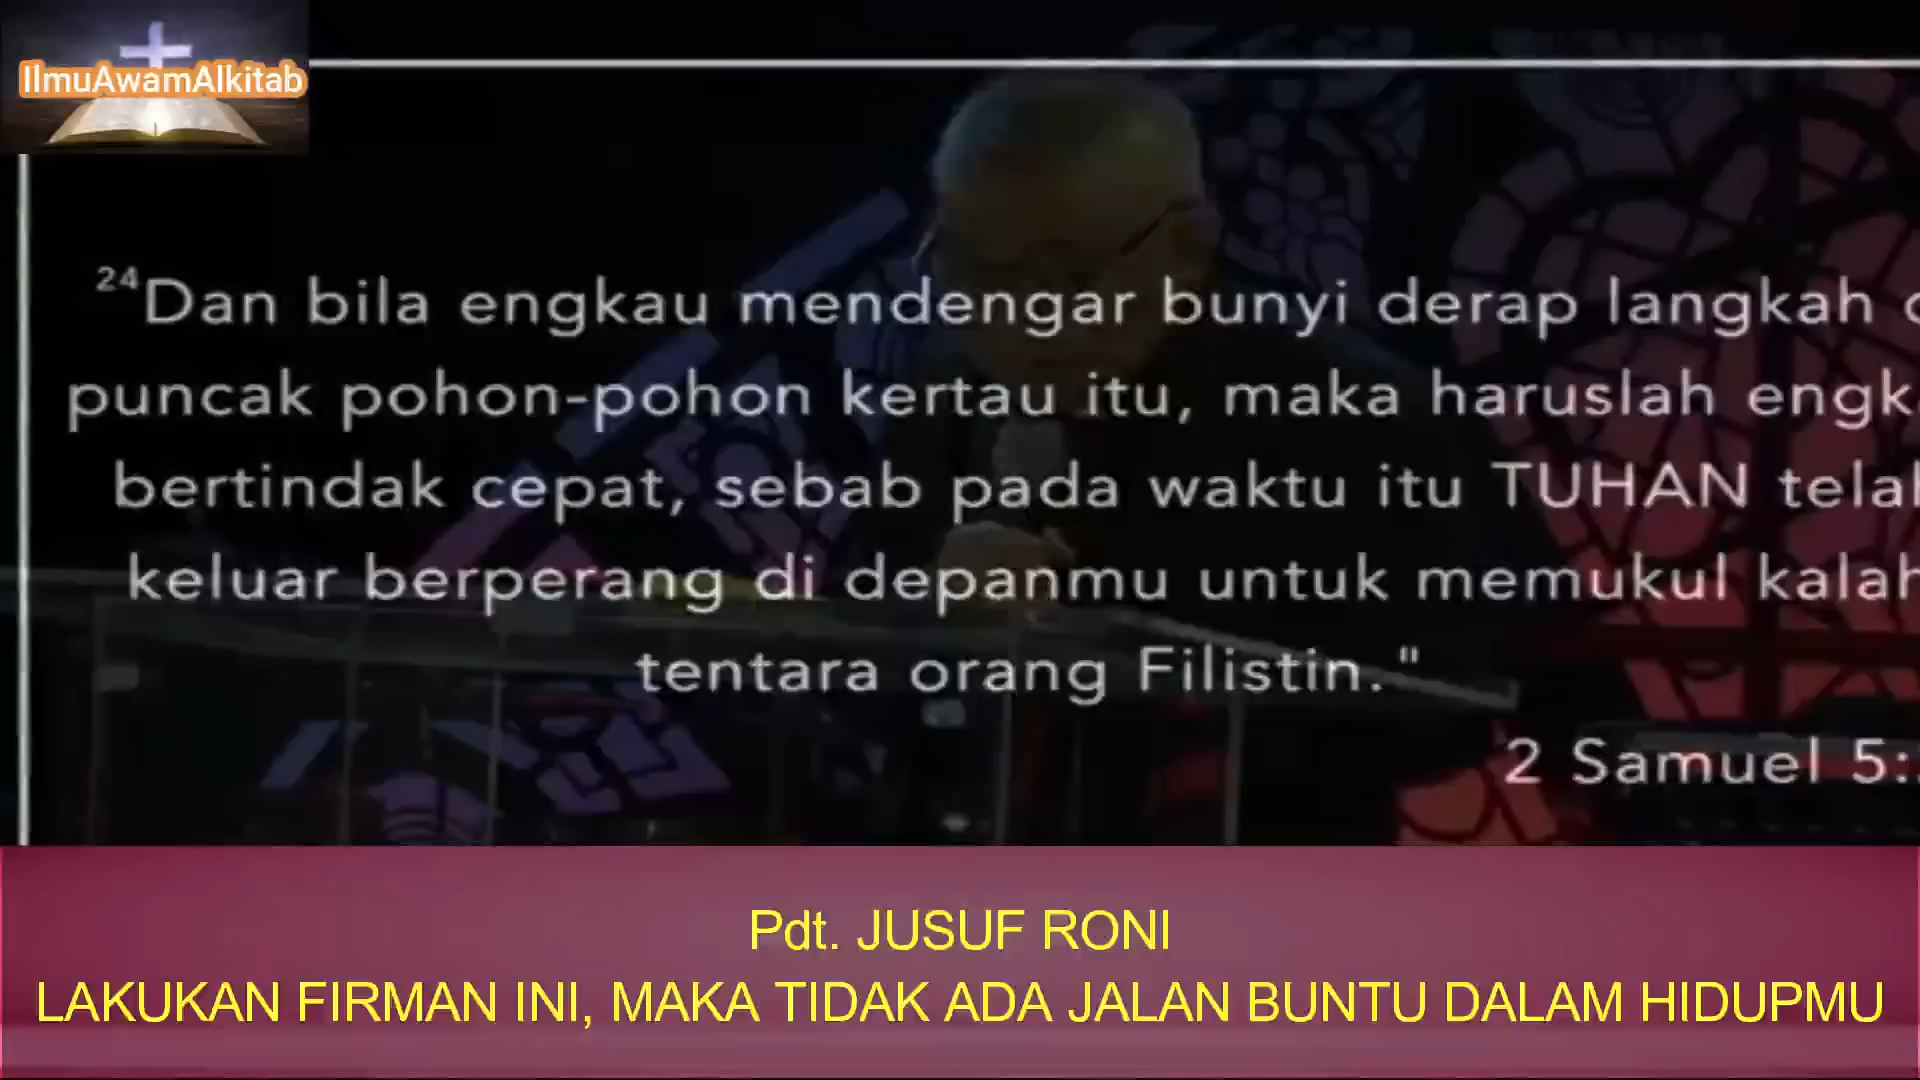 IlmuAwamAlkitab
24Dan bila engkau mendengar bunyi derap langkah
puncak pohon-pohon kertau itu, maka haruslah
bertindak cepat, sebab pada waktu itu TUHAN
keluar berperang di depanmu untuk memukul
tentara orang Filistin."
2 Samuel 5:
Pdt. JUSUF RONI
LAKUKAN FIRMAN INI, MAKA TIDAK ADA JALAN BUNTU DALAM HIDUPMU